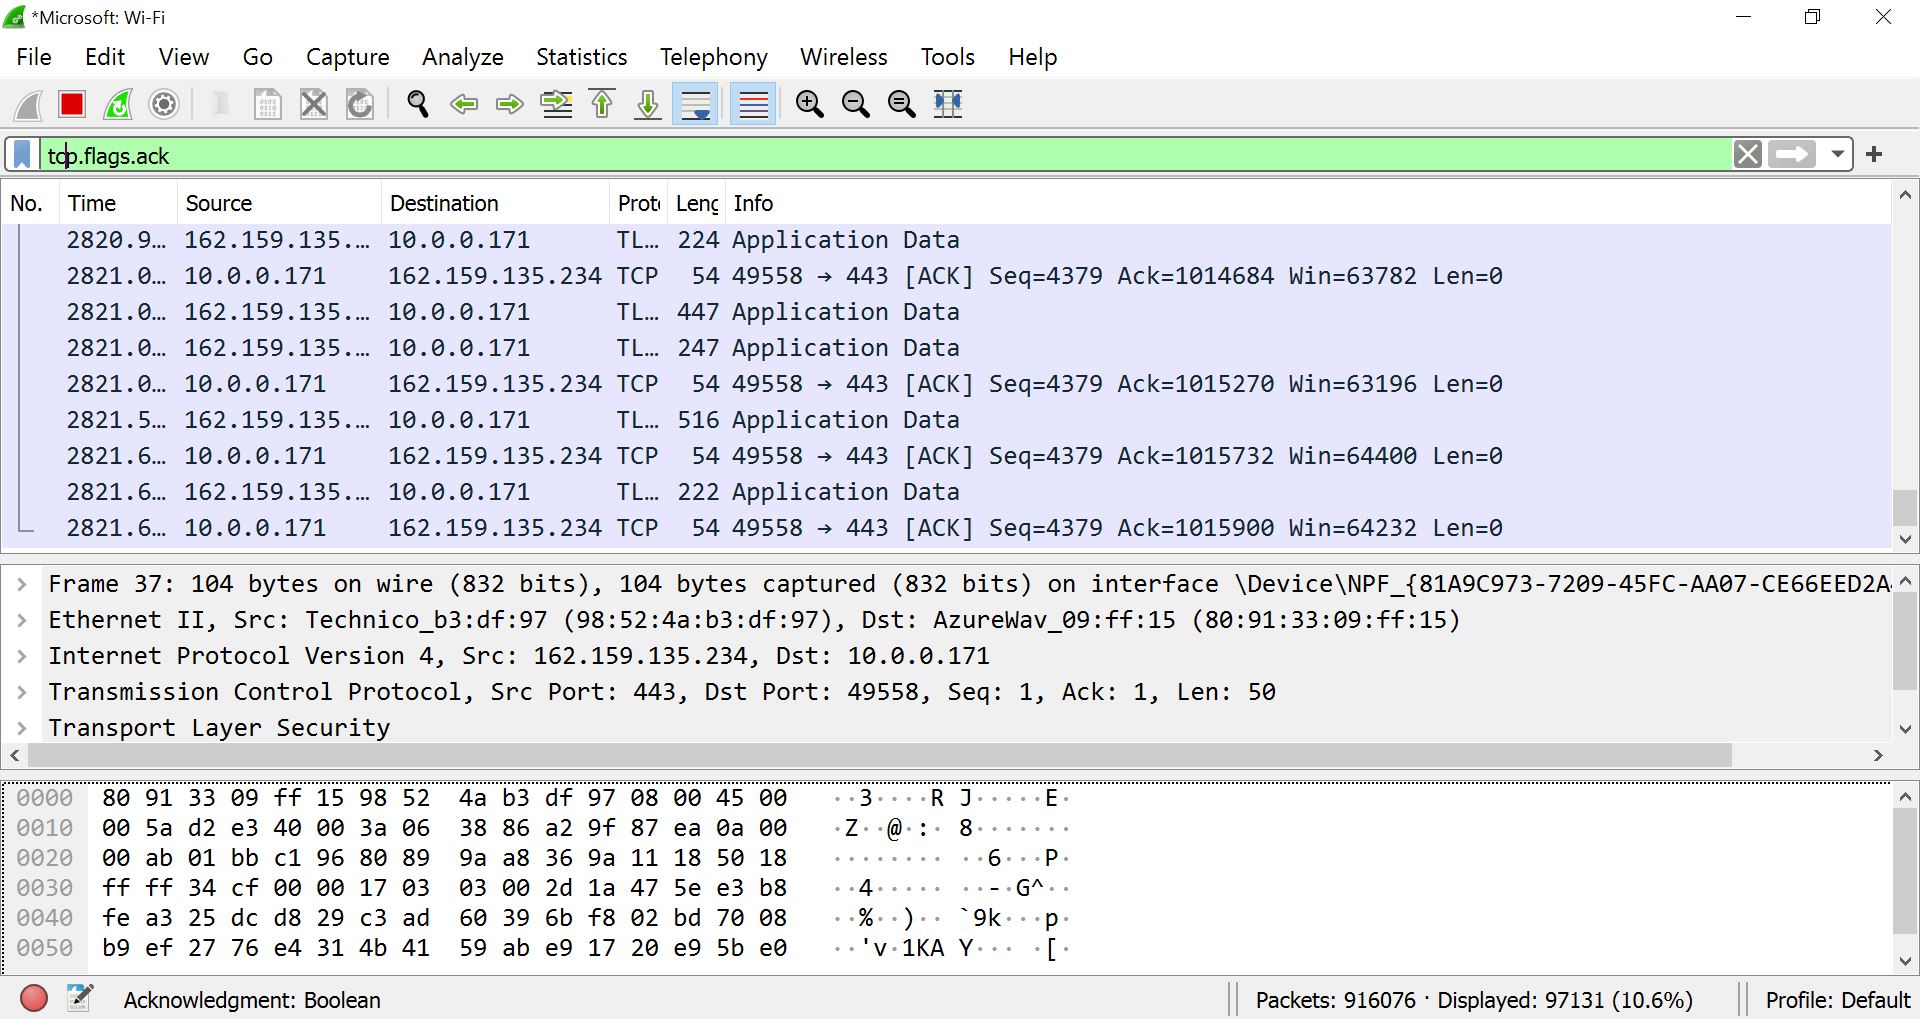 *Microsoft: Wi-Fi
File Edit View Go Capture Analyze Statistics Telephony Wireless Tools Help
tcp.flags.ack
No. Time Source Destination Proto Leng Info
2820.9… 162.159.135.… 10.0.0.171 TL… 224 Application Data
2821.0… 10.0.0.171 162.159.135.234 TCP 54 49558 → 443 [ACK] Seq=4379 Ack=1014684 Win=63782 Len=0
2821.0… 162.159.135.… 10.0.0.171 TL… 447 Application Data
2821.0… 162.159.135.… 10.0.0.171 TL… 247 Application Data
2821.0… 10.0.0.171 162.159.135.234 TCP 54 49558 → 443 [ACK] Seq=4379 Ack=1015270 Win=63196 Len=0
2821.5… 162.159.135.… 10.0.0.171 TL… 516 Application Data
2821.6… 10.0.0.171 162.159.135.234 TCP 54 49558 → 443 [ACK] Seq=4379 Ack=1015732 Win=64400 Len=0
2821.6… 162.159.135.… 10.0.0.171 TL… 222 Application Data
2821.6… 10.0.0.171 162.159.135.234 TCP 54 49558 → 443 [ACK] Seq=4379 Ack=1015900 Win=64232 Len=0
Frame 37: 104 bytes on wire (832 bits), 104 bytes captured (832 bits) on interface \Device\NPF_{81A9C973-7209-45FC-AA07-CE66EED2A
Ethernet II, Src: Technico_b3:df:97 (98:52:4a:b3:df:97), Dst: AzureWav_09:ff:15 (80:91:33:09:ff:15)
Internet Protocol Version 4, Src: 162.159.135.234, Dst: 10.0.0.171
Transmission Control Protocol, Src Port: 443, Dst Port: 49558, Seq: 1, Ack: 1, Len: 50
Transport Layer Security
0000 80 91 33 09 ff 15 98 52 4a b3 df 97 08 00 45 00 ··3····R J·····E·
0010 00 5a d2 e3 40 00 3a 06 38 86 a2 9f 87 ea 0a 00 ·Z··@·:· 8·······
0020 00 ab 01 bb c1 96 80 89 9a a8 36 9a 11 18 50 18 ········ ··6···P·
0030 ff ff 34 cf 00 00 17 03 03 00 2d 1a 47 5e e3 b8 ··4····· ··-·G^··
0040 fe a3 25 dc d8 29 c3 ad 60 39 6b f8 02 bd 70 08 ··%··)·· `9k···p·
0050 b9 ef 27 76 e4 31 4b 41 59 ab e9 17 20 e9 5b e0 ··'v·1KA Y··· ·[·
Acknowledgment: Boolean Packets: 916076 · Displayed: 97131 (10.6%) Profile: Default